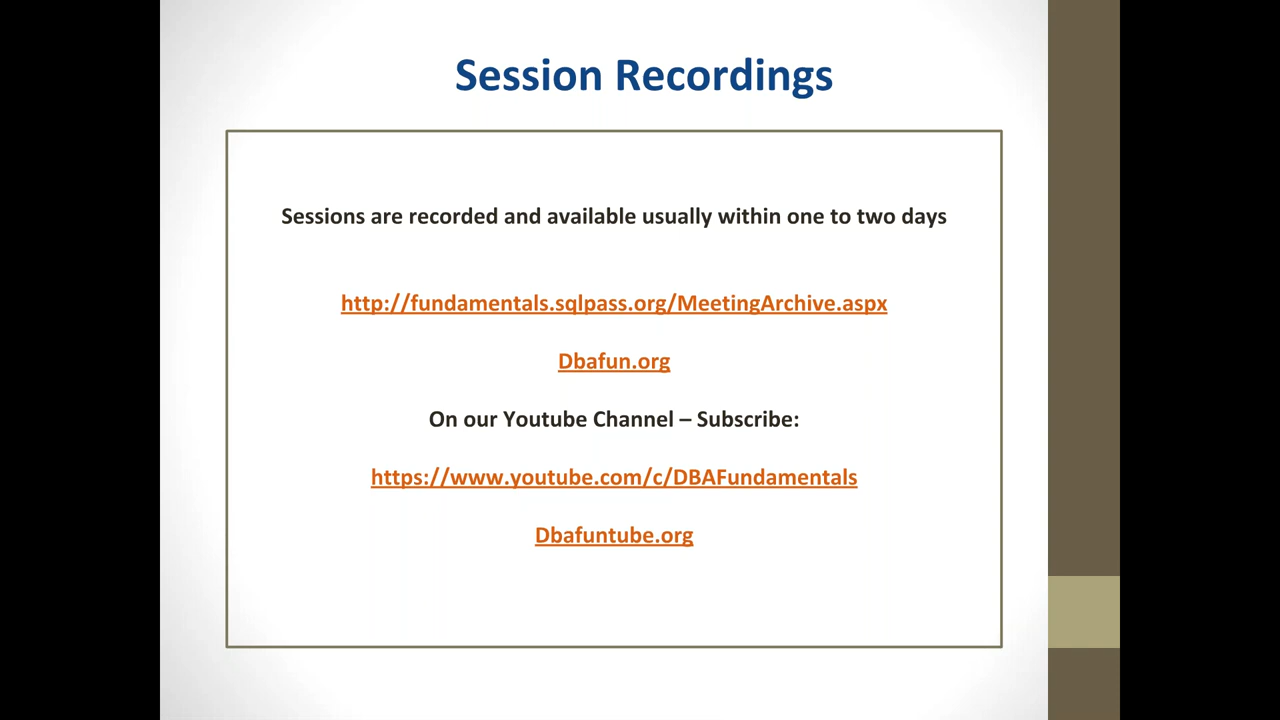 Session Recordings
Sessions are recorded and available usually within one to two days
http://fundamentals.sqlpass.org/MeetingArchive.aspx
Dbafun.org
On our Youtube Channel – Subscribe:
https://www.youtube.com/c/DBAFundamentals
Dbafuntube.org